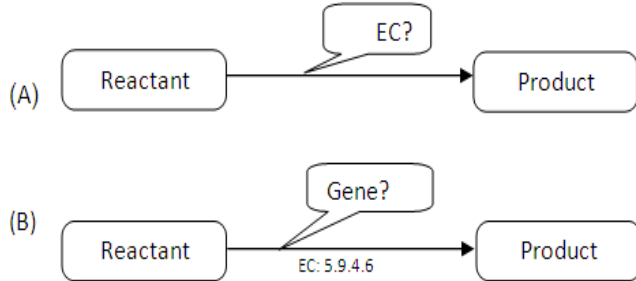 EC?
(A)
Reactant
Product
Gene?
(B)
Reactant
Product
EC: 5.9.4.6